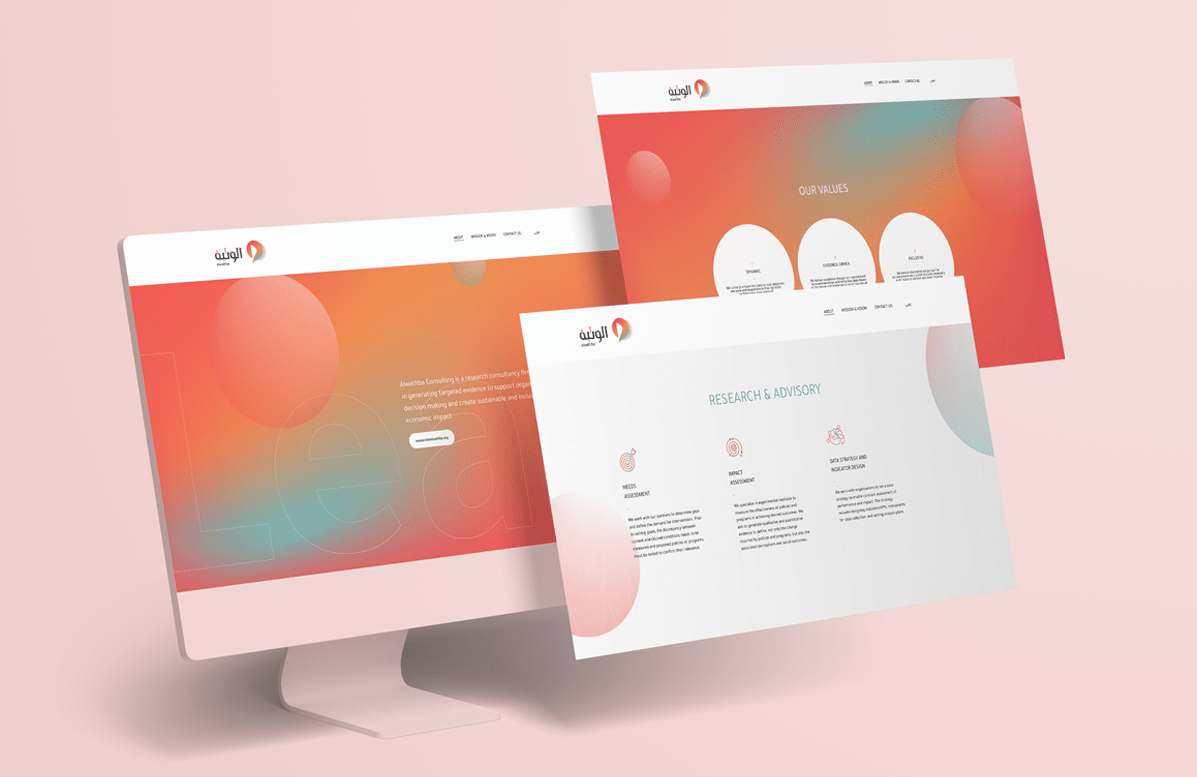 الوثبة
alwathba
ABOUT MISSION & VISION CONTACT US عربي
Alwathba Consulting is a research consultancy fir
in generating targeted evidence to support organ
decision making and create sustainable and inclus
economic impact.
Lea
الوثبة
alwathba
HOME MISSION & VISION CONTACT US عربي
OUR VALUES
1
DYNAMIC
2
EVIDENCE-DRIVEN
3
INCLUSIVE
الوثبة
alwathba
ABOUT MISSION & VISION CONTACT US عربي
RESEARCH & ADVISORY
NEEDS
ASSESSMENT
We work with our partners to determine gaps
and define the demand for interventions. Prior
to setting goals, the discrepancy between
current and desired conditions needs to be
measured and proposed policies or programs
must be tested to confirm their relevance.
IMPACT
ASSESSMENT
We specialize in experimental methods to
measure the effectiveness of policies and
programs in achieving desired outcomes. We
aim to generate qualitative and quantitative
evidence to define, not only the change
incurred by policies and programs, but also the
associated perceptions and social outcomes.
DATA STRATEGY AND
INDICATOR DESIGN
We work with organizations to set a data
strategy to enable constant assessment of
performance and impact. The strategy
includes designing indicators/KPIs, instruments
for data collection, and setting analysis plans.